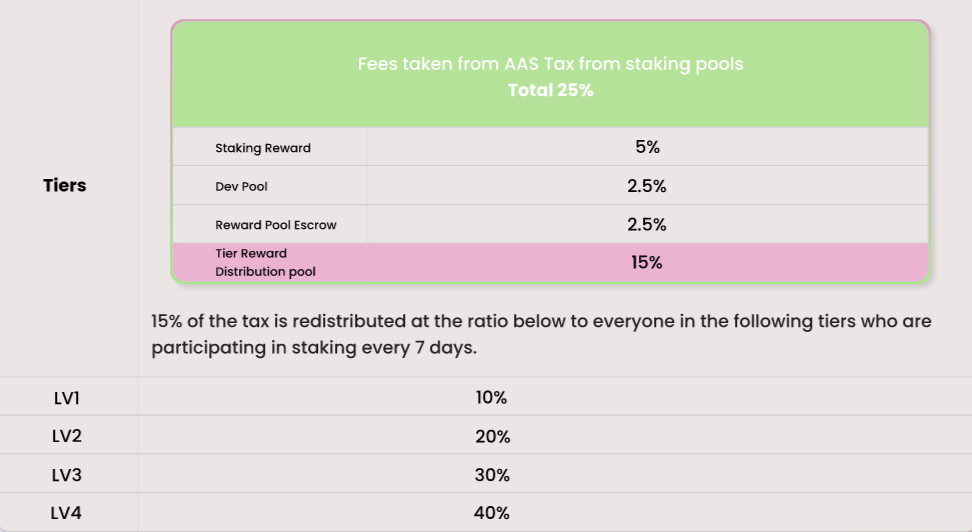 Fees taken from AAS Tax from staking pools
Total 25%
Staking Reward 5%
Dev Pool 2.5%
Reward Pool Escrow 2.5%
Tier Reward
Distribution pool 15%
Tiers
15% of the tax is redistributed at the ratio below to everyone in the following tiers who are
participating in staking every 7 days.
LV1 10%
LV2 20%
LV3 30%
LV4 40%